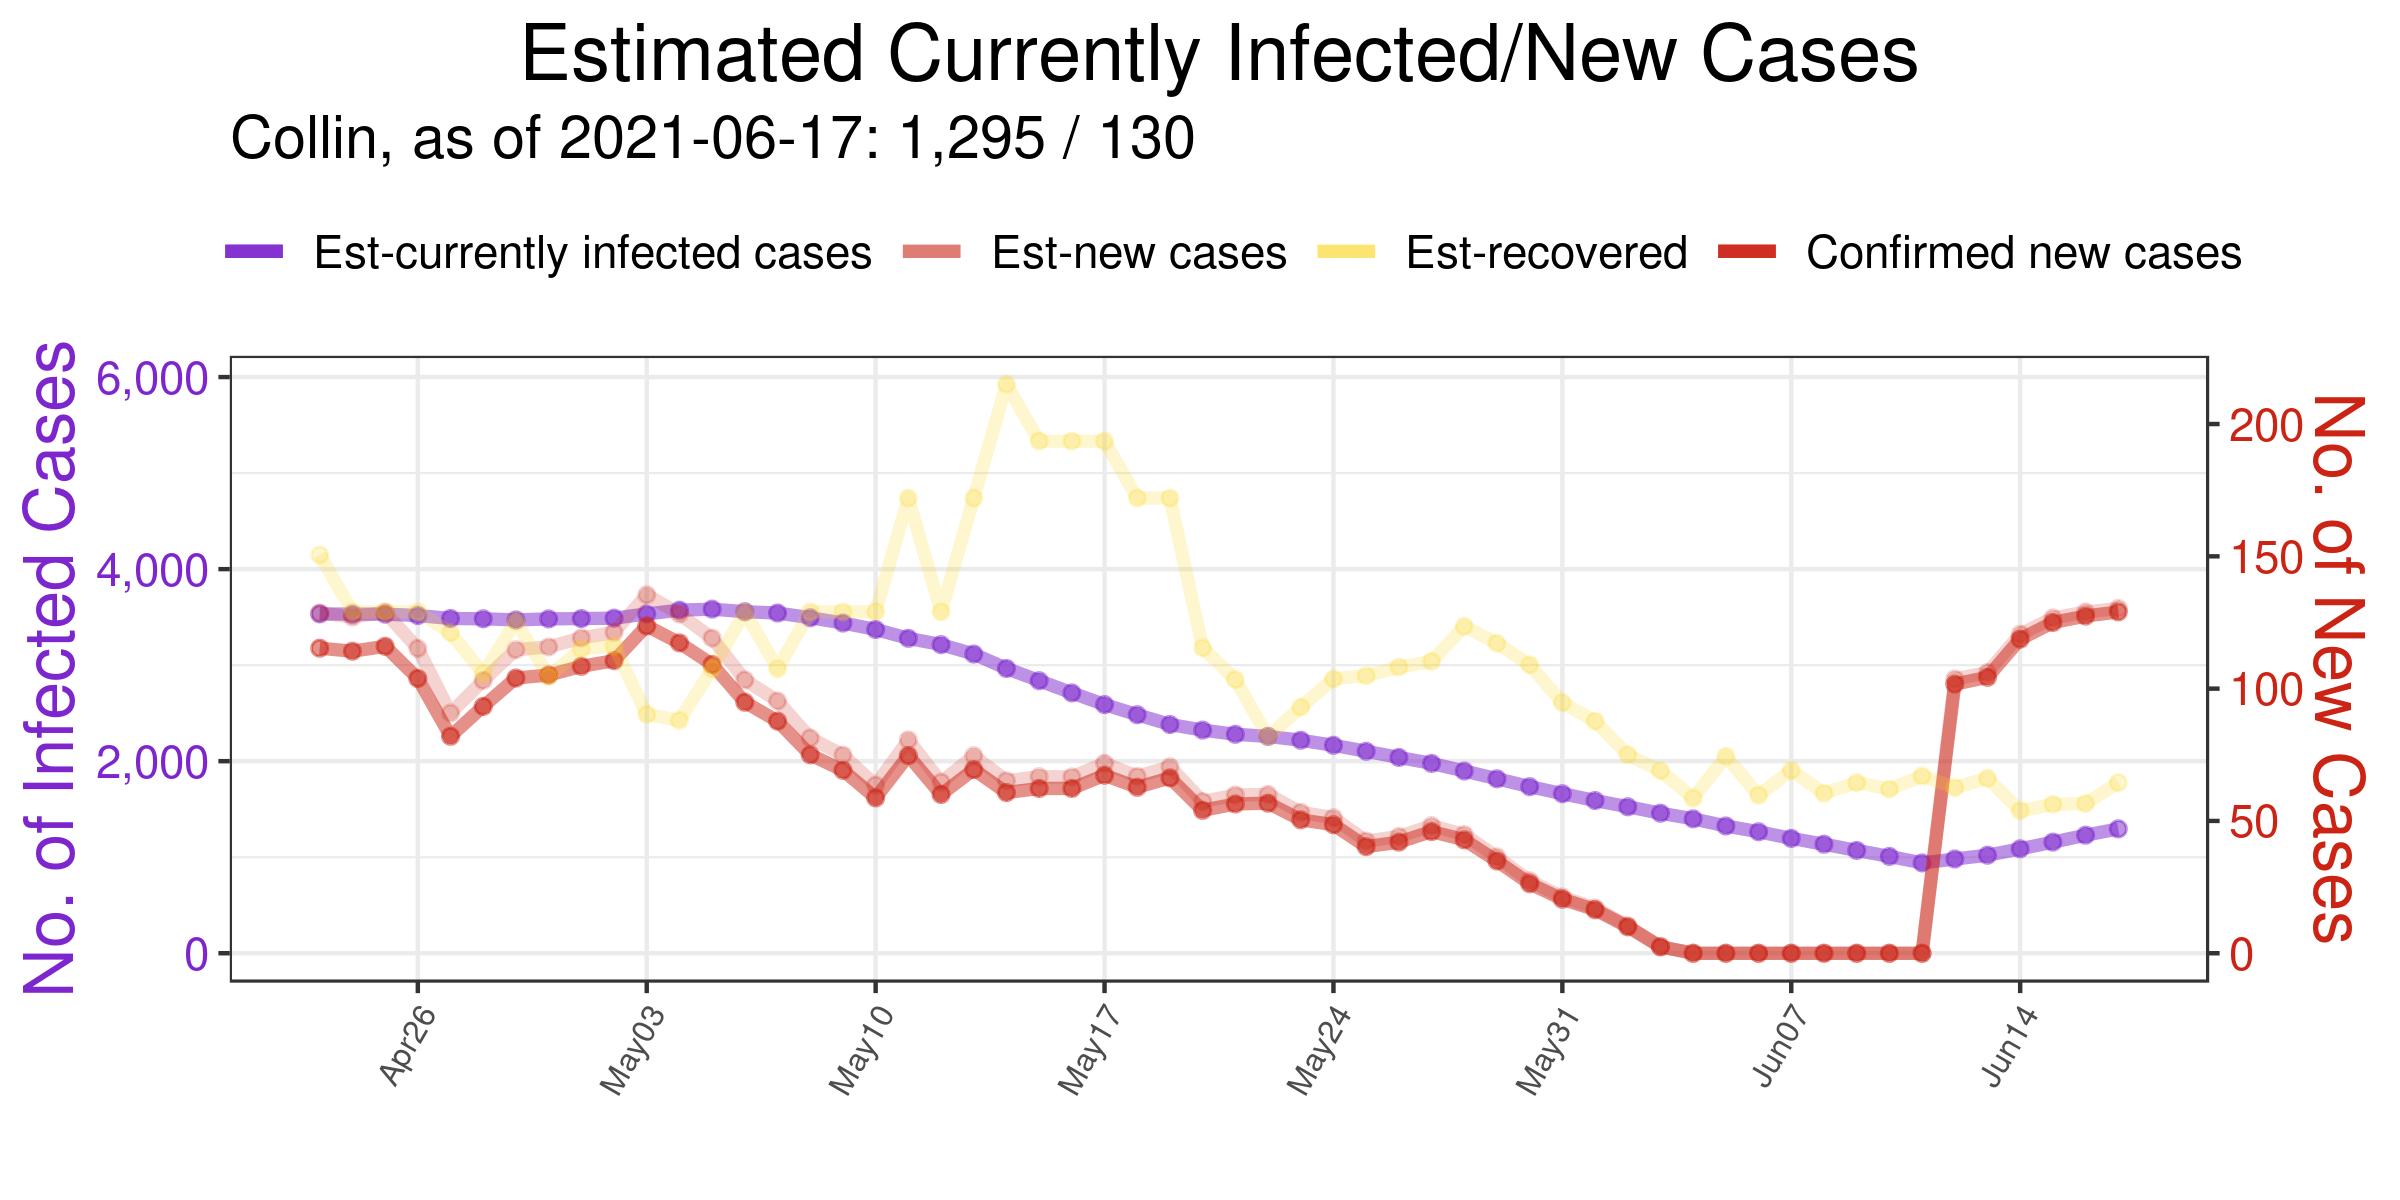 Estimated Currently Infected/New Cases
Collin, as of 2021-06-17: 1,295 / 130
Est-currently infected cases Est-new cases Est-recovered Confirmed new cases
No. of Infected Cases
6,000
4,000
2,000
0
200
150
100
50
0
No. of New Cases
Apr26 May03 May10 May17 May24 May31 Jun07 Jun14